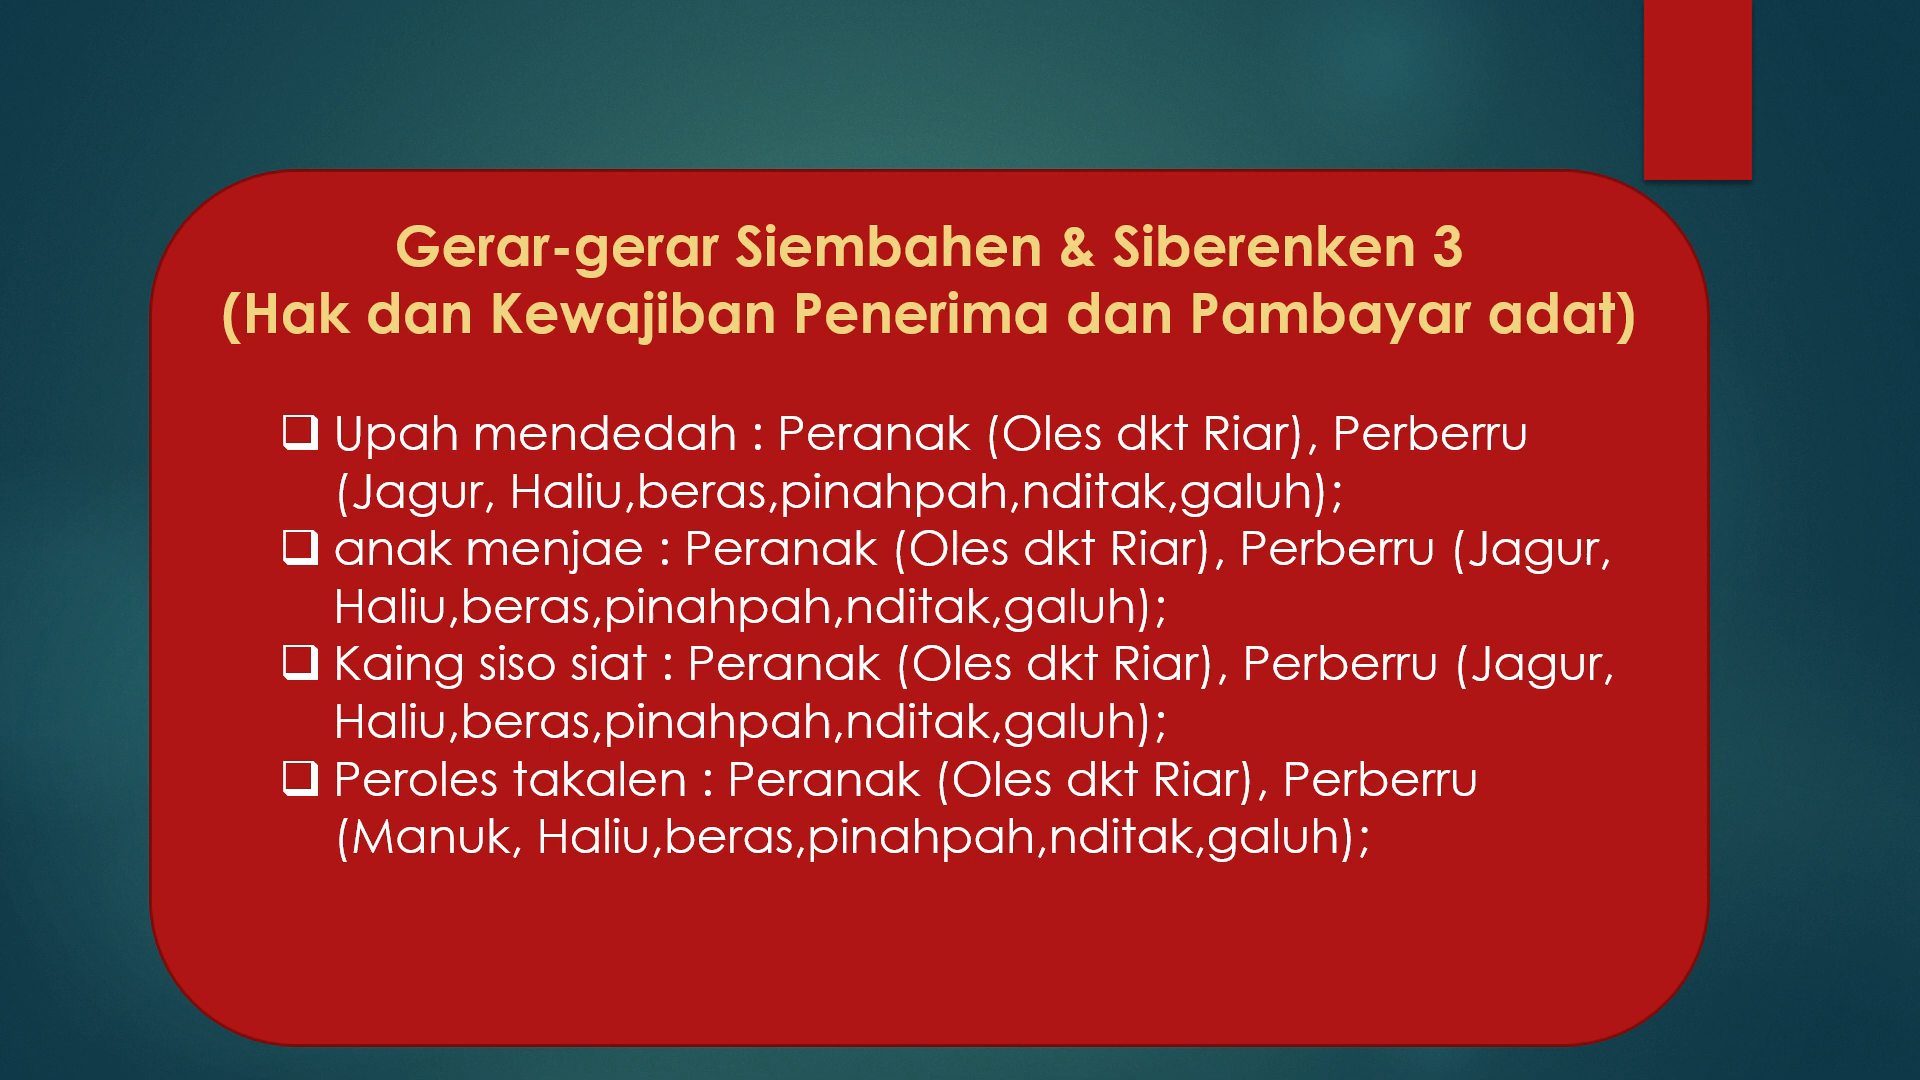 Gerar-gerar Siembahen & Siberenken 3
(Hak dan Kewajiban Penerima dan Pambayar adat)
❑ Upah mendedah : Peranak (Oles dkt Riar), Perberru
(Jagur, Haliu,beras,pinahpah,nditak,galuh);
❑ anak menjae : Peranak (Oles dkt Riar), Perberru (Jagur,
Haliu,beras,pinahpah,nditak,galuh);
❑ Kaing siso siat : Peranak (Oles dkt Riar), Perberru (Jagur,
Haliu,beras,pinahpah,nditak,galuh);
❑ Peroles takalen : Peranak (Oles dkt Riar), Perberru
(Manuk, Haliu,beras,pinahpah,nditak,galuh);